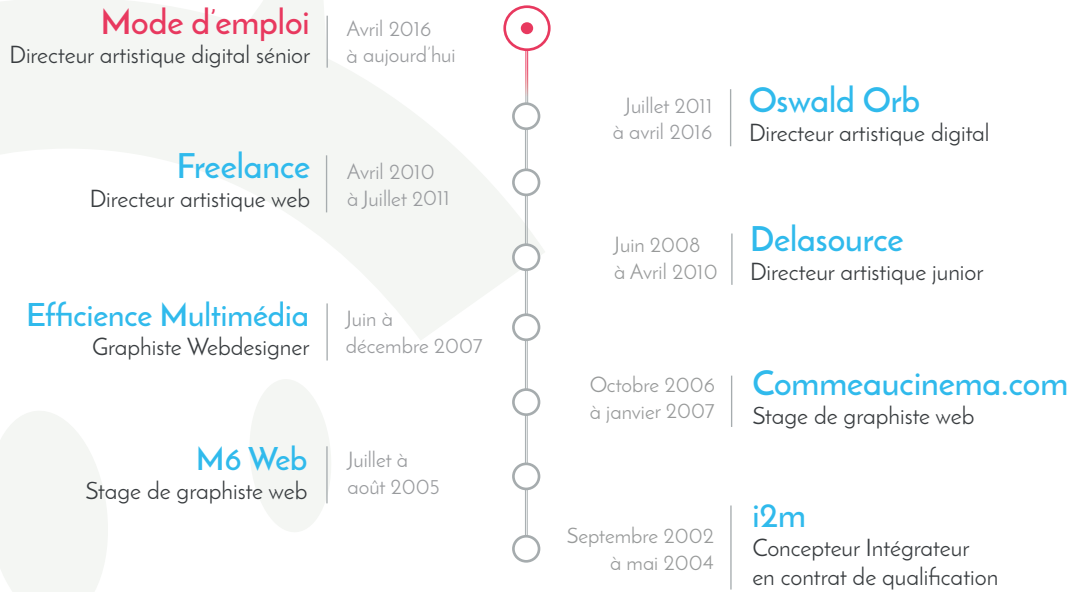 Mode d'emploi
Directeur artistique digital sénior
Avril 2016
à aujourd'hui
Juillet 2011
à avril 2016
Oswald Orb
Directeur artistique digital
Freelance
Directeur artistique web
Avril 2010
à Juillet 2011
Juin 2008
à Avril 2010
Delasource
Directeur artistique junior
Efficience Multimédia
Graphiste Webdesigner
Juin à
décembre 2007
Octobre 2006
à janvier 2007
Commeaucinema.com
Stage de graphiste web
M6 Web
Stage de graphiste web
Juillet à
août 2005
Septembre 2002
à mai 2004
i2m
Concepteur Intégrateur
en contrat de qualification